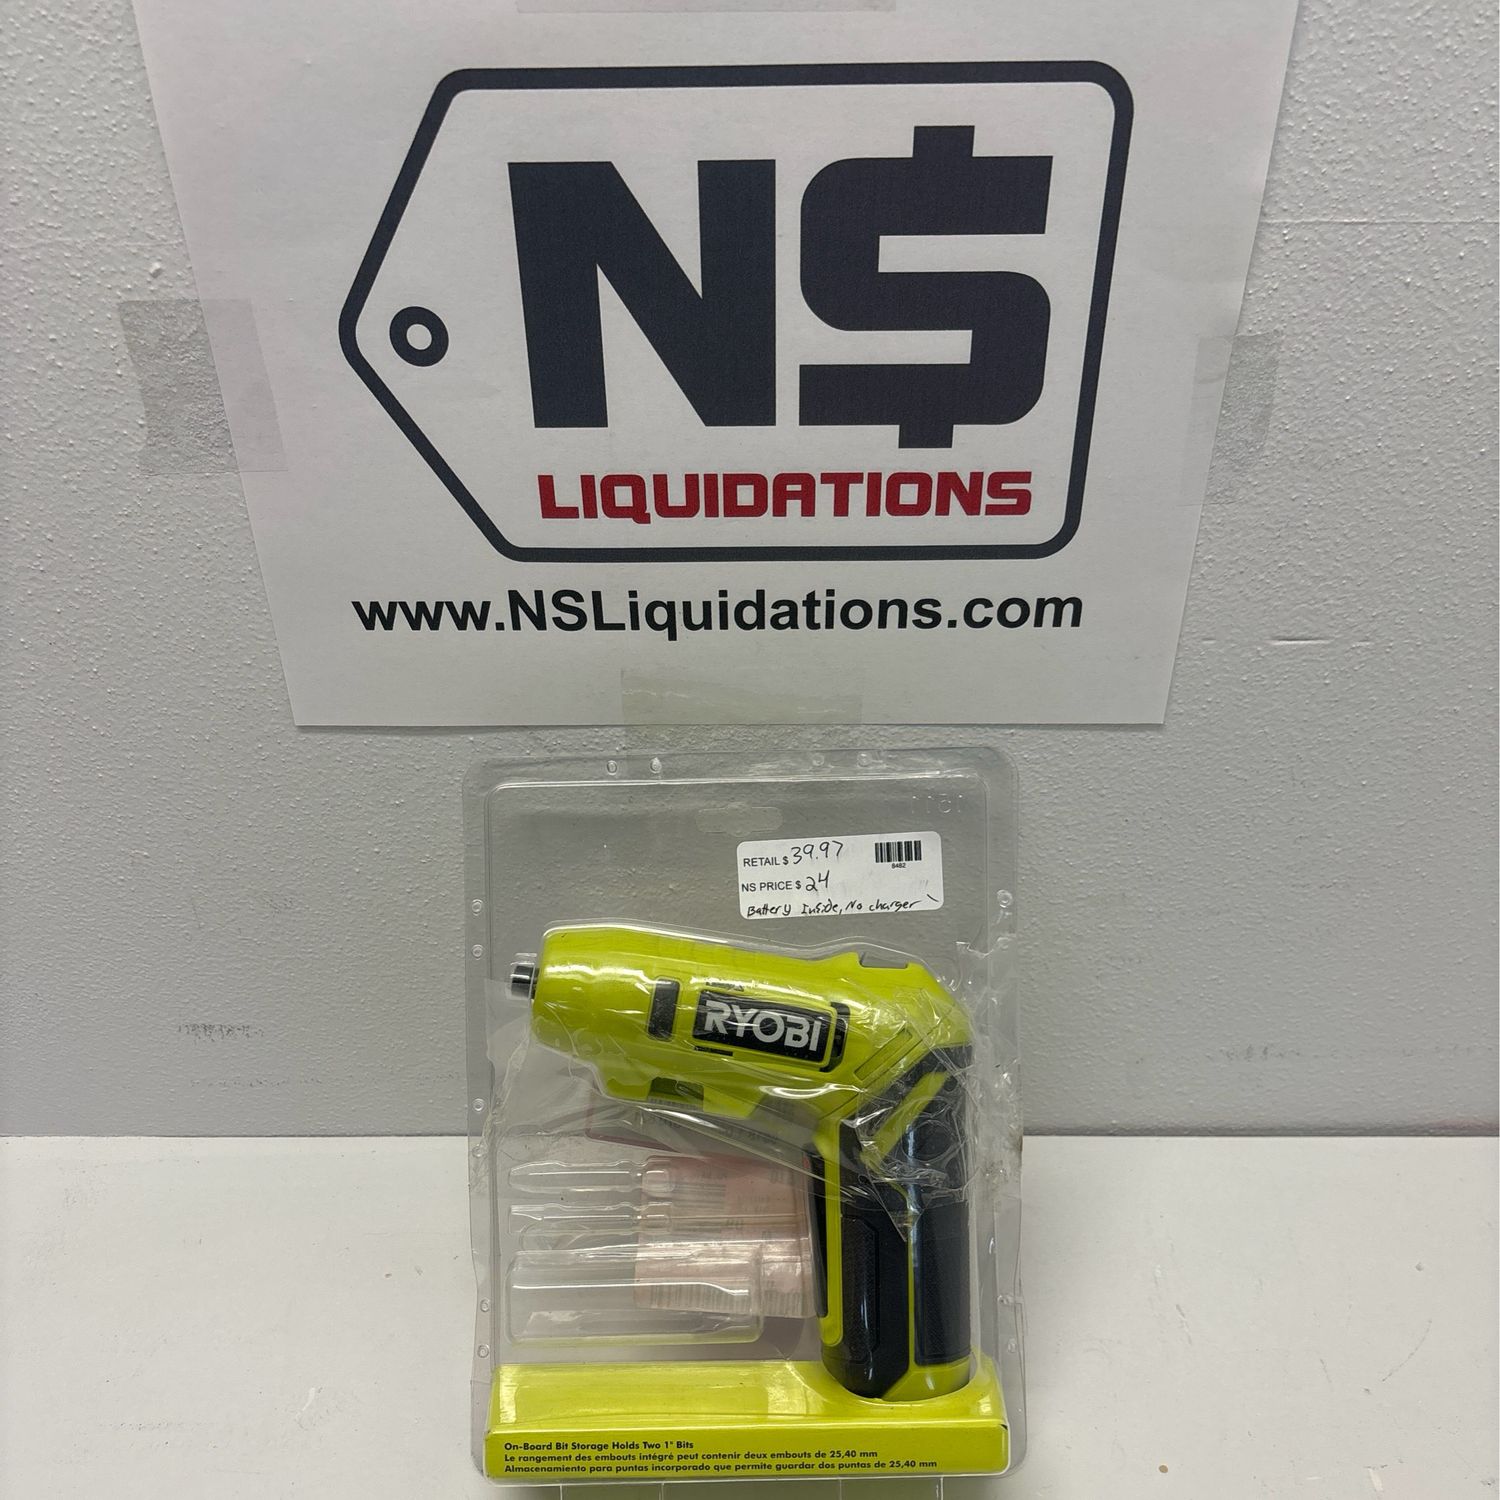 N$
LIQUIDATIONS
www.NSLiquidations.com
RETAIL $ 39.97
8482
NS PRICE $ 24
Battery Inside, No charger
RYOBI
On-Board Bit Storage Holds Two 1" Bits
Le rangement des embouts intégré peut contenir deux embouts de 25,40 mm
Almacenamiento para puntas incorporado que permite guardar dos puntas de 25,40 mm